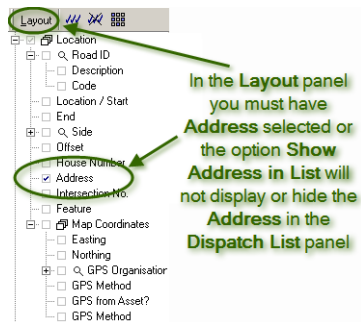 Layout
Location
Road ID
Description
Code
Location / Start
End
Side
Offset
House Number
Address
Intersection No.
Feature
Map Coordinates
Easting
Northing
GPS Organisation
GPS Method
GPS from Asset?
GPS Method
In the Layout panel
you must have
Address selected or
the option Show
Address in List will
not display or hide the
Address in the
Dispatch List panel